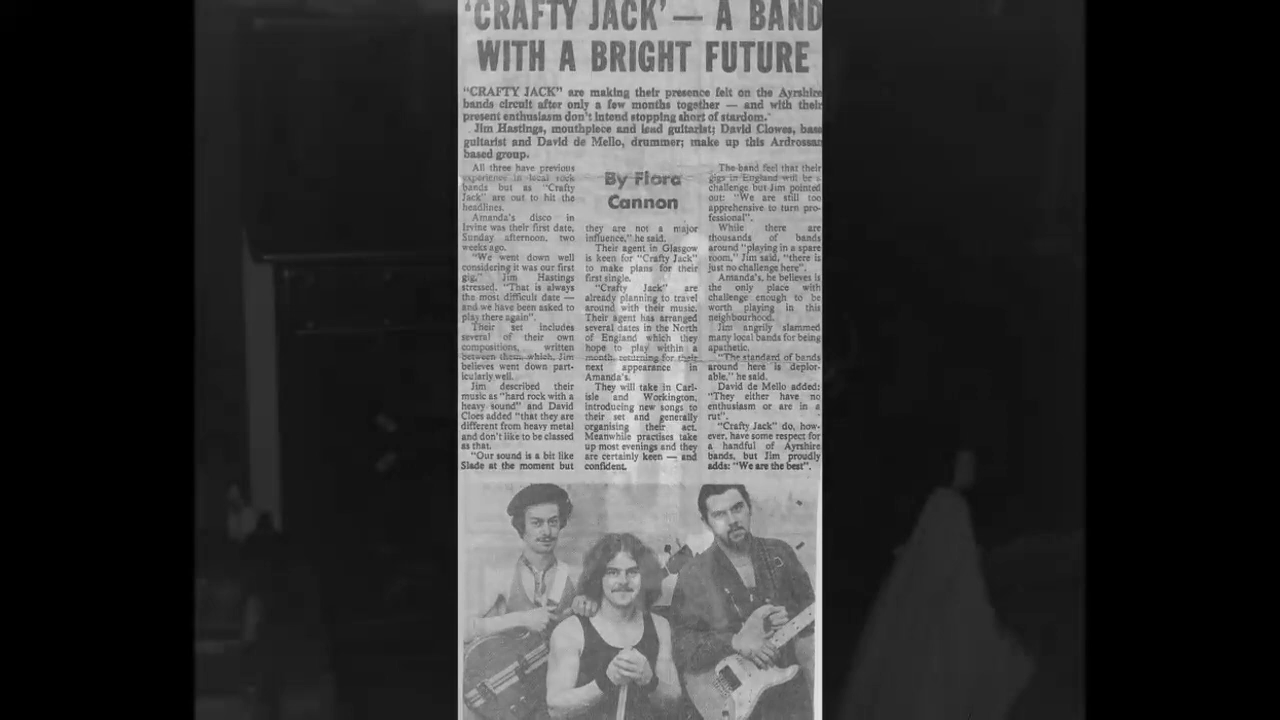 'CRAFTY JACK' — A BAND
WITH A BRIGHT FUTURE
"CRAFTY JACK" are making their presence felt on the Ayrshire
bands circuit after only a few months together — and with their
present enthusiasm don't intend stopping short of stardom.
Jim Hastings, mouthpiece and lead guitarist; David Clowes, bass
guitarist and David de Mello, drummer; make up this Ardrossan
based group.
All three have previous
experience in local rock
bands but as "Crafty
Jack" are out to hit the
headlines.
Amanda's disco in
Irvine was their first date,
Sunday afternoon, two
weeks ago.
"We went down well
considering it was our first
gig," Jim Hastings
stressed. "That is always
the most difficult date —
and we have been asked to
play there again".
Their set includes
several of their own
compositions, written
between them which, Jim
believes went down part-
icularly well.
Jim described their
music as "hard rock with a
heavy sound" and David
Cloes added "that they are
different from heavy metal
and don't like to be classed
as that.
"Our sound is a bit like
Slade at the moment but
By Flora
Cannon
they are not a major
influence," he said.
Their agent in Glasgow
is keen for "Crafty Jack"
to make plans for their
first single.
"Crafty Jack" are
already planning to travel
around with their music.
Their agent has arranged
several dates in the North
of England which they
hope to play within a
month, returning for their
next appearance in
Amanda's.
They will take in Carl-
isle and Workington,
introducing new songs to
their set and generally
organising their act.
Meanwhile practises take
up most evenings and they
are certainly keen — and
confident.
The band feel that their
gigs in England will be a
challenge but Jim pointed
out: "We are still too
apprehensive to turn pro-
fessional".
While there are
thousands of bands
around "playing in a spare
room," Jim said, "there is
just no challenge here".
Amanda's, he believes is
the only place with
challenge enough to be
worth playing in this
neighbourhood.
Jim angrily slammed
many local bands for being
apathetic.
"The standard of bands
around here is deplor-
able," he said.
David de Mello added:
"They either have no
enthusiasm or are in a
rut".
"Crafty Jack" do, how-
ever, have some respect for
a handful of Ayrshire
bands, but Jim proudly
adds: "We are the best".